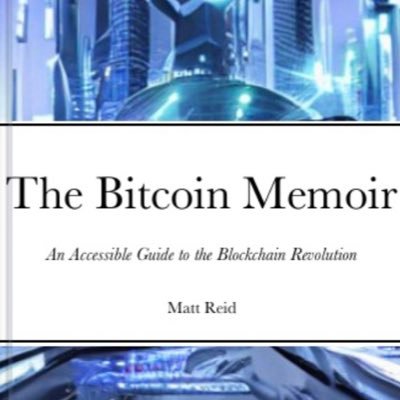 The Bitcoin Memoir
An Accessible Guide to the Blockchain Revolution
Matt Reid